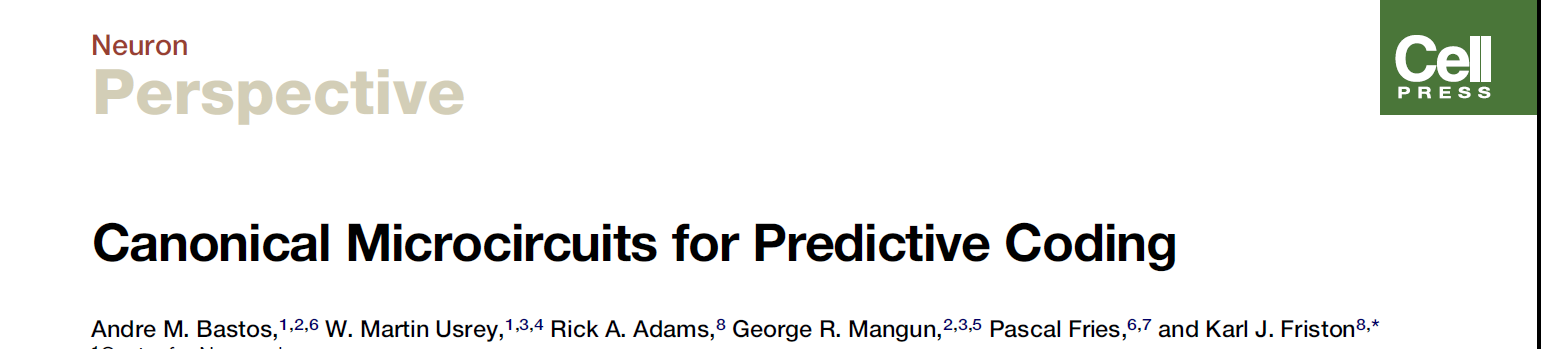 Neuron
Perspective
Cell
PRESS
Canonical Microcircuits for Predictive Coding
Andre M. Bastos,1,2,6 W. Martin Usrey,1,3,4 Rick A. Adams,8 George R. Mangun,2,3,5 Pascal Fries,6,7 and Karl J. Friston8,*